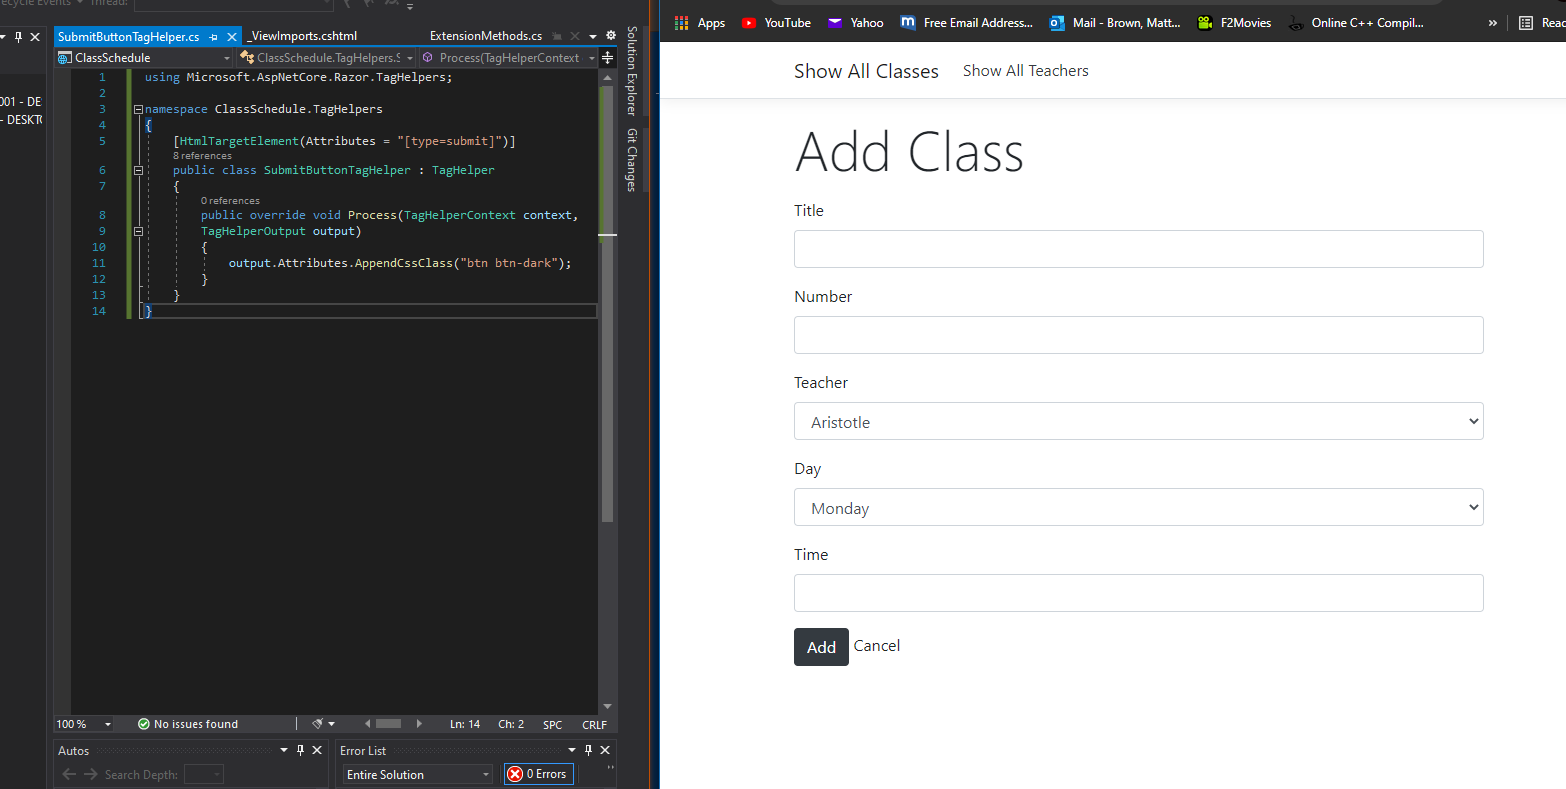 ecycle Events
Thread:
SubmitButtonTagHelper.cs
_ViewImports.cshtml
ExtensionMethods.cs
ClassSchedule
ClassSchedule.TagHelpers.S
Process(TagHelperContext
001 - DE
- DESKTO
1 using Microsoft.AspNetCore.Razor.TagHelpers;
2
3 namespace ClassSchedule.TagHelpers
4 {
5 [HtmlTargetElement(Attributes = "[type=submit]")]
8 references
6 public class SubmitButtonTagHelper : TagHelper
7 {
0 references
8 public override void Process(TagHelperContext context,
9 TagHelperOutput output)
10 {
11 output.Attributes.AppendCssClass("btn btn-dark");
12 }
13 }
14 }
Solution Explorer
Git Changes
100 %
No issues found
Ln: 14
Ch: 2
SPC
CRLF
Autos
Search Depth:
Error List
Entire Solution
0 Errors
Apps
YouTube
Yahoo
Free Email Address...
Mail - Brown, Matt...
F2Movies
Online C++ Compil...
»
Reac
Show All Classes
Show All Teachers
Add Class
Title
Number
Teacher
Aristotle
Day
Monday
Time
Add
Cancel